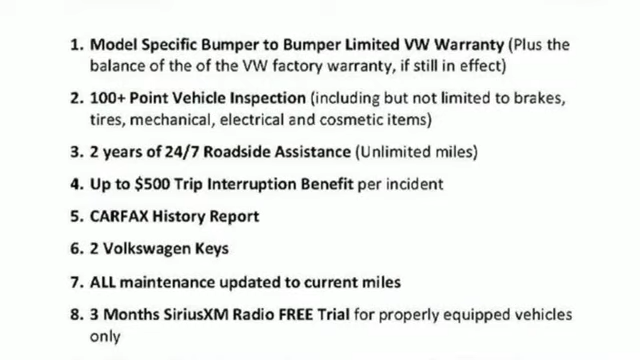 1. Model Specific Bumper to Bumper Limited VW Warranty (Plus the
balance of the of the VW factory warranty, if still in effect)
2. 100+ Point Vehicle Inspection (including but not limited to brakes,
tires, mechanical, electrical and cosmetic items)
3. 2 years of 24/7 Roadside Assistance (Unlimited miles)
4. Up to $500 Trip Interruption Benefit per incident
5. CARFAX History Report
6. 2 Volkswagen Keys
7. ALL maintenance updated to current miles
8. 3 Months SiriusXM Radio FREE Trial for properly equipped vehicles
only